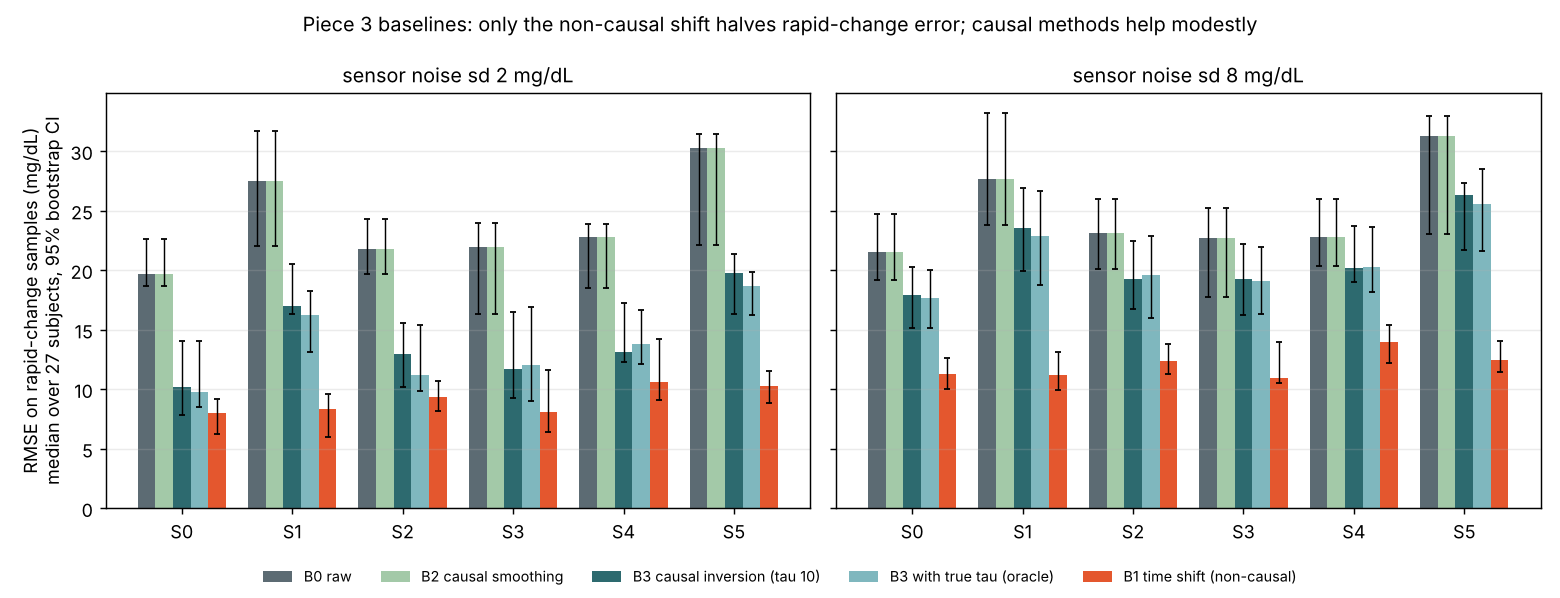 Piece 3 baselines: only the non-causal shift halves rapid-change error; causal methods help modestly
sensor noise sd 2 mg/dL
sensor noise sd 8 mg/dL
RMSE on rapid-change samples (mg/dL)
median over 27 subjects, 95% bootstrap CI
30
25
20
15
10
5
0
S0 S1 S2 S3 S4 S5
S0 S1 S2 S3 S4 S5
B0 raw
B2 causal smoothing
B3 causal inversion (tau 10)
B3 with true tau (oracle)
B1 time shift (non-causal)